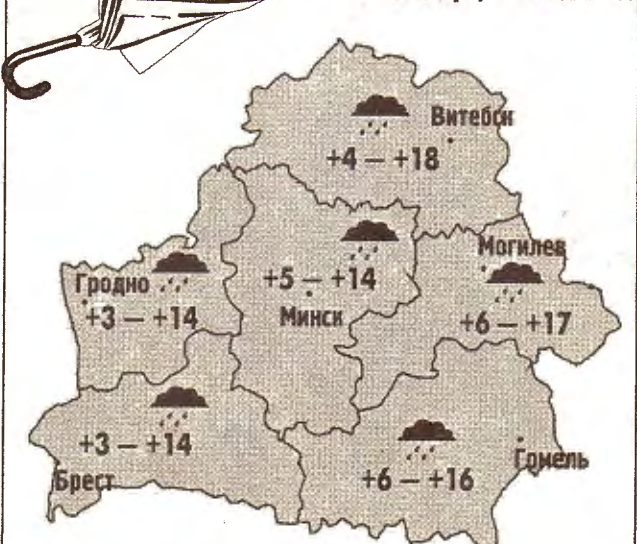 Витебск
+4 — +18
Могилев
+6 — +17
+5 — +14
Минск
Гродно
+3 — +14
+3 — +14
Брест
+6 — +16
Гомель